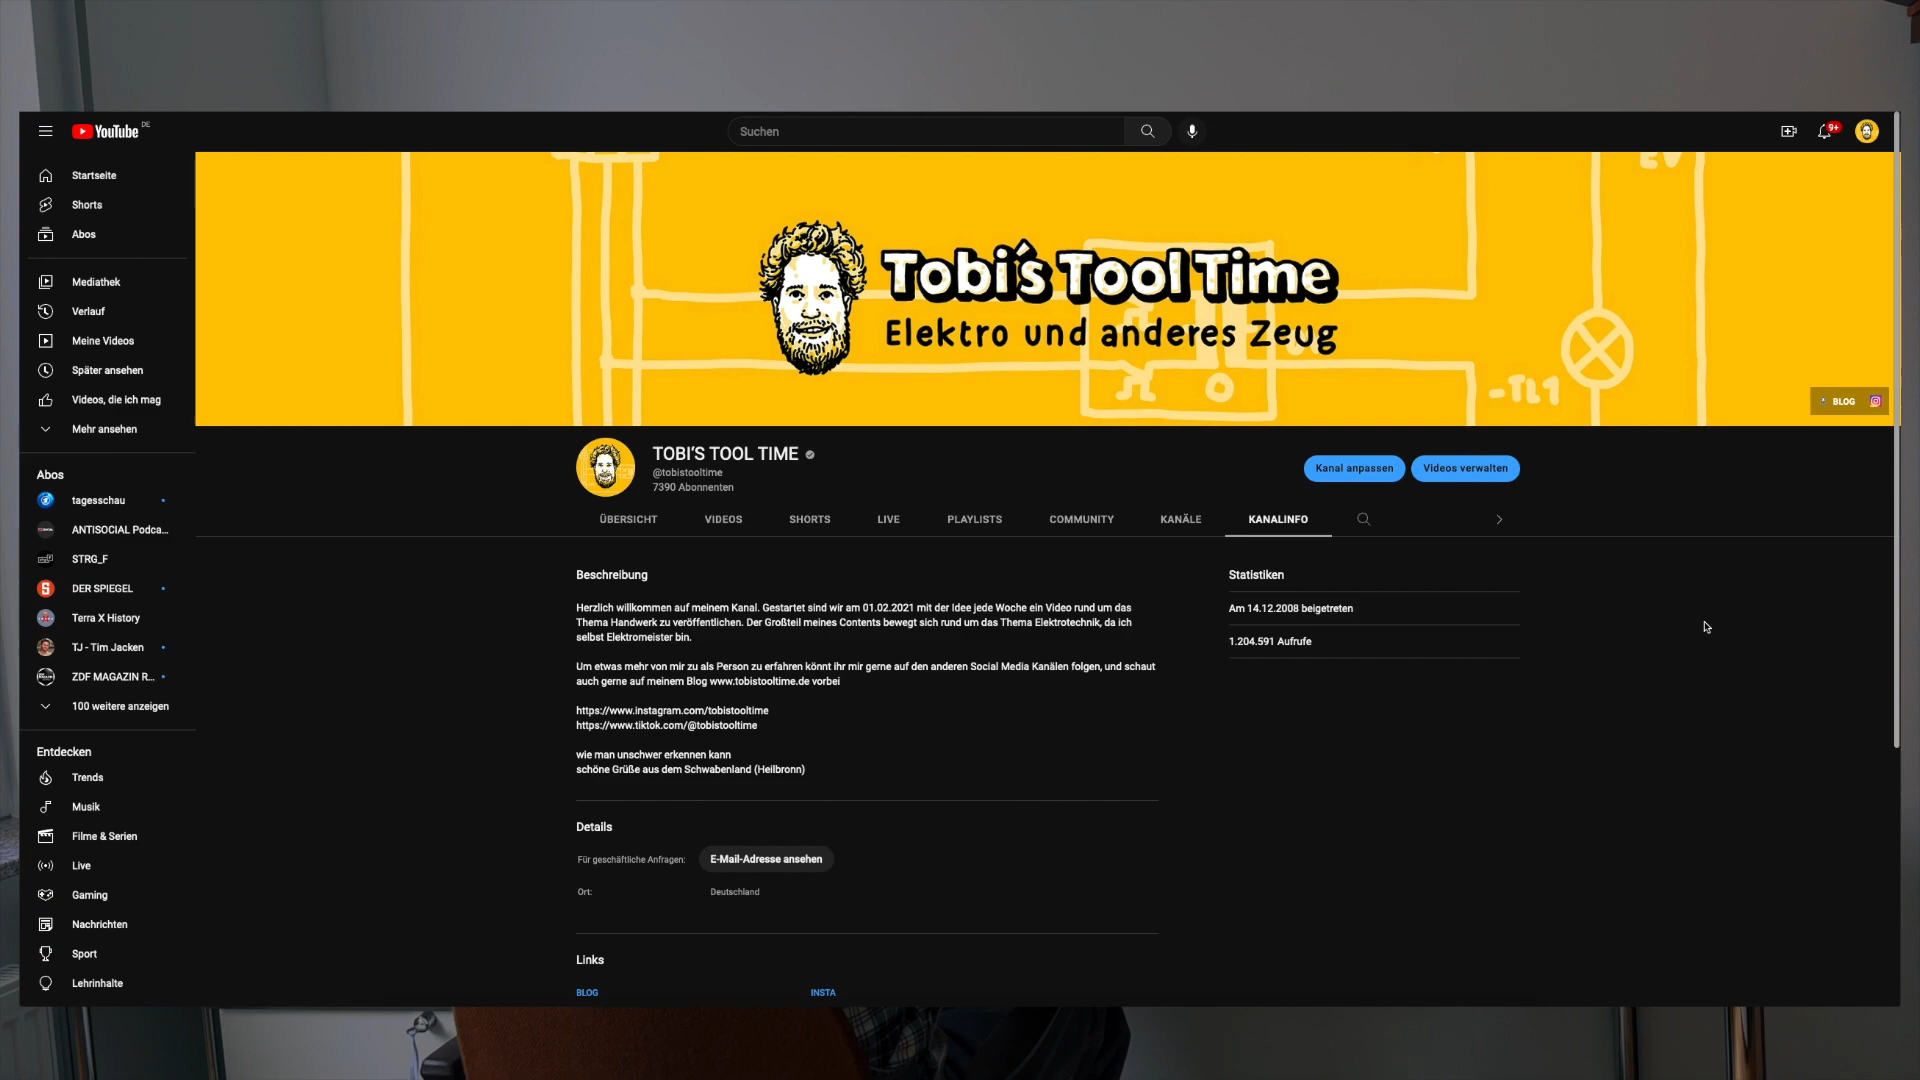 YouTube DE
Suchen
9+
Startseite
Shorts
Abos
Mediathek
Verlauf
Meine Videos
Später ansehen
Videos, die ich mag
Mehr ansehen
Abos
tagesschau
ANTISOCIAL Podca...
STRG_F
DER SPIEGEL
Terra X History
TJ - Tim Jacken
ZDF MAGAZIN R...
100 weitere anzeigen
Entdecken
Trends
Musik
Filme & Serien
Live
Gaming
Nachrichten
Sport
Lehrinhalte
Tobi's Tool Time
Elektro und anderes Zeug
-TL1
BLOG
TOBI'S TOOL TIME
@tobistooltime
7390 Abonnenten
Kanal anpassen
Videos verwalten
ÜBERSICHT
VIDEOS
SHORTS
LIVE
PLAYLISTS
COMMUNITY
KANÄLE
KANALINFO
Beschreibung
Herzlich willkommen auf meinem Kanal. Gestartet sind wir am 01.02.2021 mit der Idee jede Woche ein Video rund um das
Thema Handwerk zu veröffentlichen. Der Großteil meines Contents bewegt sich rund um das Thema Elektrotechnik, da ich
selbst Elektromeister bin.
Um etwas mehr von mir zu als Person zu erfahren könnt ihr mir gerne auf den anderen Social Media Kanälen folgen, und schaut
auch gerne auf meinem Blog www.tobistooltime.de vorbei
https://www.instagram.com/tobistooltime
https://www.tiktok.com/@tobistooltime
wie man unschwer erkennen kann
schöne Grüße aus dem Schwabenland (Heilbronn)
Details
Für geschäftliche Anfragen:
E-Mail-Adresse ansehen
Ort:
Deutschland
Links
BLOG
INSTA
Statistiken
Am 14.12.2008 beigetreten
1.204.591 Aufrufe